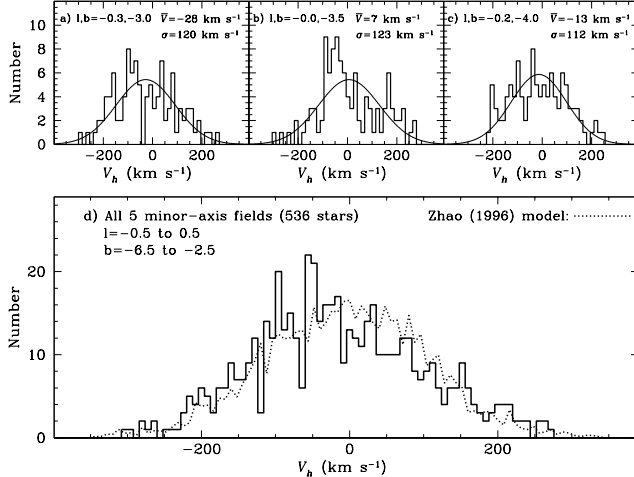 a) l,b=−0.3,−3.0 V̅=−28 km s⁻¹
σ=120 km s⁻¹
b) l,b=−0.0,−3.5 V̅=7 km s⁻¹
σ=123 km s⁻¹
c) l,b=−0.2,−4.0 V̅=−13 km s⁻¹
σ=112 km s⁻¹
Number
10
8
6
4
2
0
−200 0 200
−200 0 200
−200 0 200
V_h (km s⁻¹)
V_h (km s⁻¹)
V_h (km s⁻¹)
d) All 5 minor−axis fields (536 stars)
l=−0.5 to 0.5
b=−6.5 to −2.5
Zhao (1996) model:
Number
20
10
0
−200 0 200
V_h (km s⁻¹)